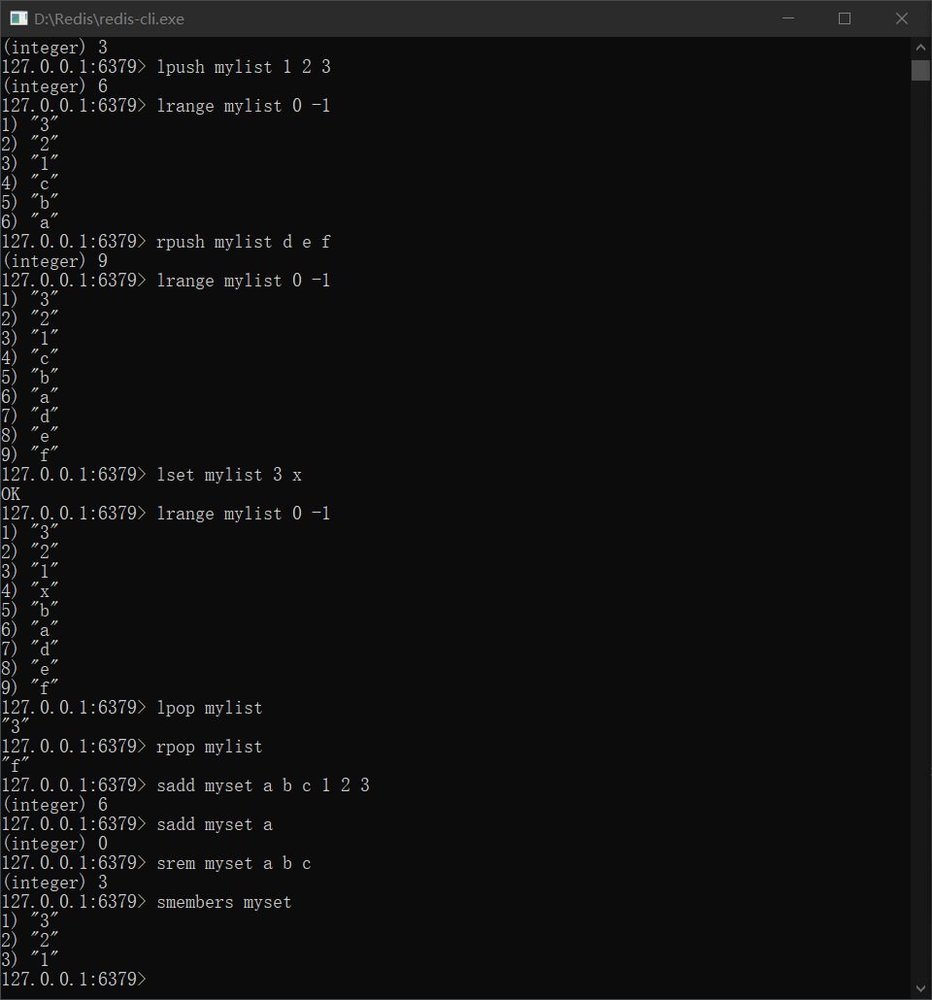 D:\Redis\redis-cli.exe
(integer) 3
127.0.0.1:6379> lpush mylist 1 2 3
(integer) 6
127.0.0.1:6379> lrange mylist 0 -1
1) "3"
2) "2"
3) "1"
4) "c"
5) "b"
6) "a"
127.0.0.1:6379> rpush mylist d e f
(integer) 9
127.0.0.1:6379> lrange mylist 0 -1
1) "3"
2) "2"
3) "1"
4) "c"
5) "b"
6) "a"
7) "d"
8) "e"
9) "f"
127.0.0.1:6379> lset mylist 3 x
OK
127.0.0.1:6379> lrange mylist 0 -1
1) "3"
2) "2"
3) "1"
4) "x"
5) "b"
6) "a"
7) "d"
8) "e"
9) "f"
127.0.0.1:6379> lpop mylist
"3"
127.0.0.1:6379> rpop mylist
"f"
127.0.0.1:6379> sadd myset a b c 1 2 3
(integer) 6
127.0.0.1:6379> sadd myset a
(integer) 0
127.0.0.1:6379> srem myset a b c
(integer) 3
127.0.0.1:6379> smembers myset
1) "3"
2) "2"
3) "1"
127.0.0.1:6379>